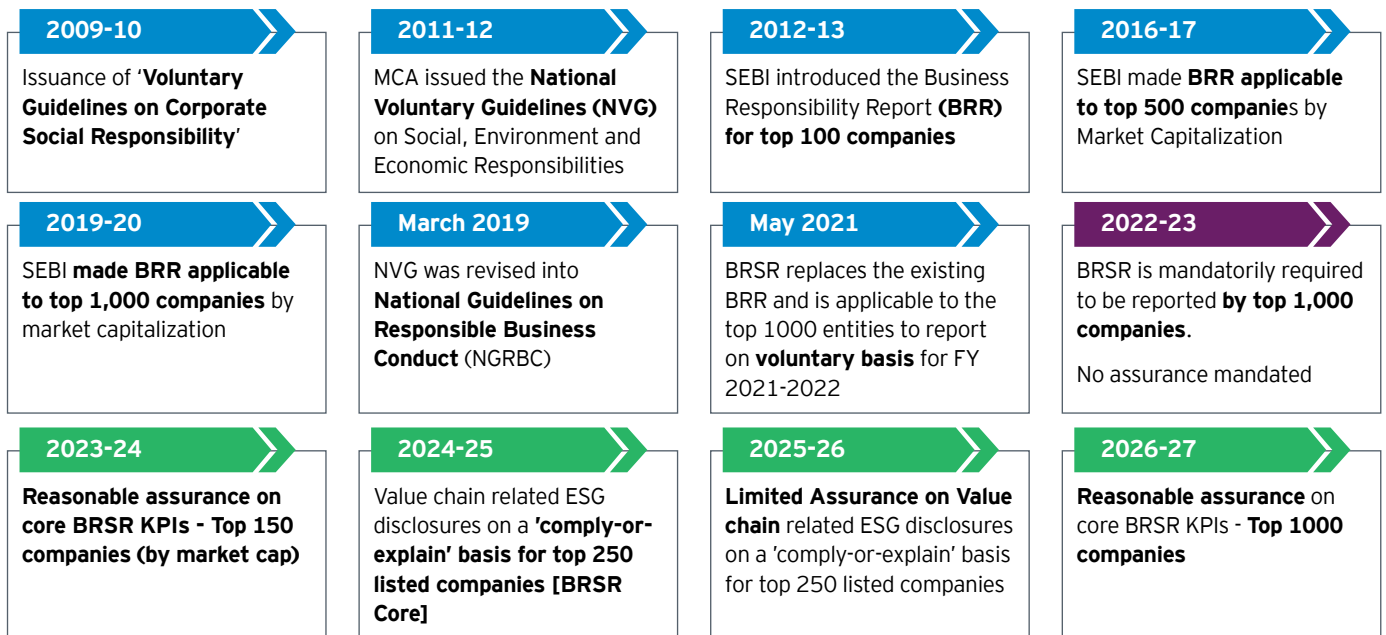 2009-10
Issuance of ‘Voluntary
Guidelines on Corporate
Social Responsibility’
2011-12
MCA issued the National
Voluntary Guidelines (NVG)
on Social, Environment and
Economic Responsibilities
2012-13
SEBI introduced the Business
Responsibility Report (BRR)
for top 100 companies
2016-17
SEBI made BRR applicable
to top 500 companies by
Market Capitalization
2019-20
SEBI made BRR applicable
to top 1,000 companies by
market capitalization
March 2019
NVG was revised into
National Guidelines on
Responsible Business
Conduct (NGRBC)
May 2021
BRSR replaces the existing
BRR and is applicable to the
top 1000 entities to report
on voluntary basis for FY
2021-2022
2022-23
BRSR is mandatorily required
to be reported by top 1,000
companies.
No assurance mandated
2023-24
Reasonable assurance on
core BRSR KPIs - Top 150
companies (by market cap)
2024-25
Value chain related ESG
disclosures on a 'comply-or-
explain' basis for top 250
listed companies [BRSR
Core]
2025-26
Limited Assurance on Value
chain related ESG disclosures
on a 'comply-or-explain' basis
for top 250 listed companies
2026-27
Reasonable assurance on
core BRSR KPIs - Top 1000
companies